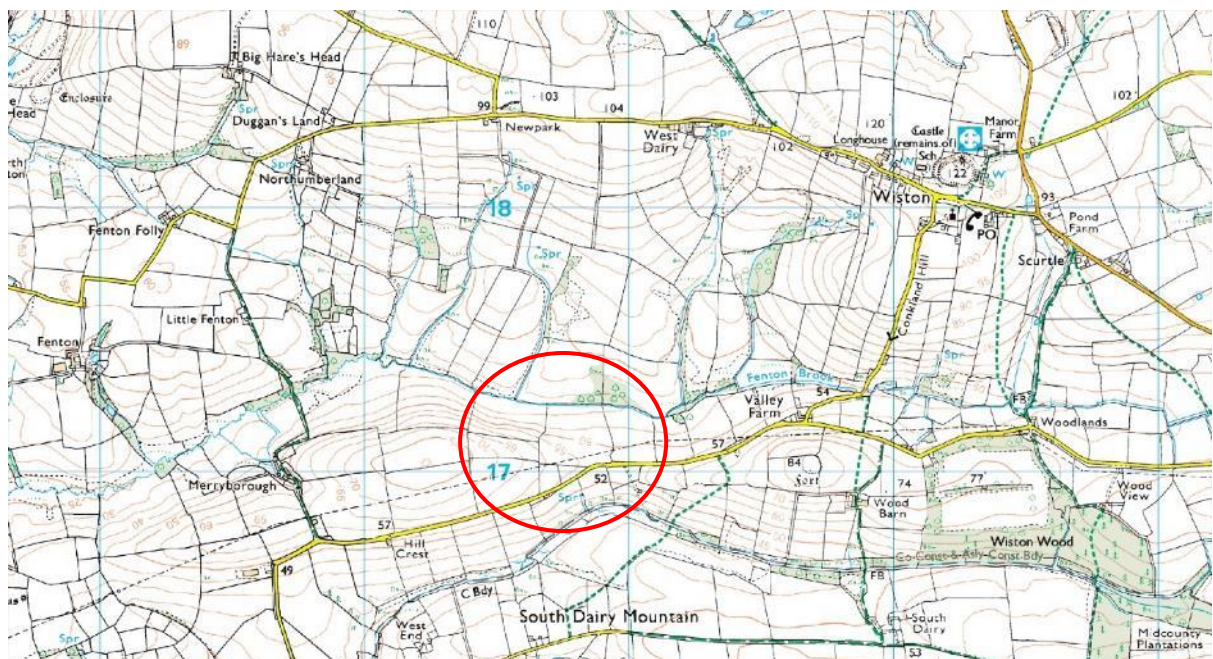 110
89
Big Hare's Head
Enclosure
Head
Spr
Duggan's Land
99
103
104
Newpark
West
Dairy
Spr
102
120
Longhouse
Castle
(remains of)
Sch
Manor
Farm
102
W
122
W
Spr
Northumberland
Spr
18
Wiston
93
PO
Pond
Farm
Scurtle
Fenton Folly
Spr
Conkland Hill
Little Fenton
Fenton
Fenton Brook
Spr
54
Valley
Farm
FB
Woodlands
57
17
52
84
Fort
74
77
Merryborough
Spr
Wood
Barn
Wood
View
57
Hill
Crest
Wiston Wood
Co Const & Asly Const Bdy
49
C Bdy
FB
South Dairy Mountain
West
End
South
Dairy
Spr
53
Midcounty
Plantations